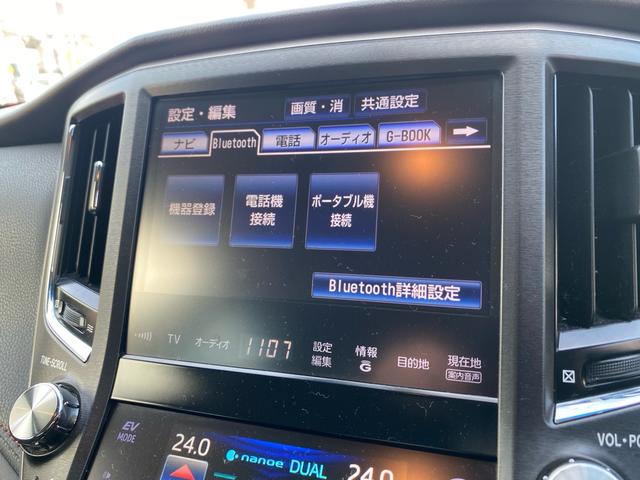 設定・編集 画質・消 共通設定
ナビ Bluetooth 電話 オーディオ G-BOOK
機器登録 電話機接続 ポータブル機接続
Bluetooth詳細設定
TV オーディオ 1107 設定編集 情報G 目的地 現在地
案内音声
TUNE・SCROLL
EV MODE
24.0 nanoe DUAL 24.0
VOL・PO